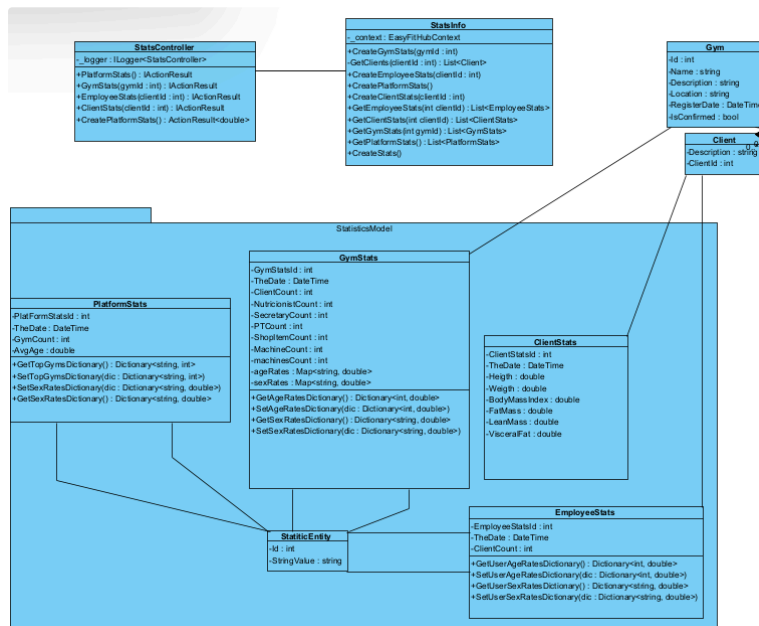 StatsController
-_logger : ILogger<StatsController>
+PlatformStats() : IActionResult
+GymStats(gymId : int) : IActionResult
+EmployeeStats(clientId : int) : IActionResult
+ClientStats(clientId : int) : IActionResult
+CreatePlatformStats() : ActionResult<double>
StatsInfo
-_context : EasyFitHubContext
+CreateGymStats(gymId : int)
-GetClients(clientId : int) : List<Client>
+CreateEmployeeStats(clientId : int)
+CreatePlatformStats()
+CreateClientStats(clientId : int)
+GetEmployeeStats(int clientId) : List<EmployeeStats>
+GetClientStats(int clientId) : List<ClientStats>
+GetGymStats(int gymId) : List<GymStats>
+GetPlatformStats() : List<PlatformStats>
+CreateStats()
Gym
-Id : int
-Name : string
-Description : string
-Location : string
-RegisterDate : DateTime
-IsConfirmed : bool
Client
-Description : string
-ClientId : int
StatisticsModel
PlatformStats
-PlatFormStatsId : int
-TheDate : DateTime
-GymCount : int
-AvgAge : double
+GetTopGymsDictionary() : Dictionary<string, int>
+SetTopGymsDictionary(dic : Dictionary<string, int>)
+SetSexRatesDictionary(dic : Dictionary<string, double>)
+GetSexRatesDictionary() : Dictionary<string, double>
GymStats
-GymStatsId : int
-TheDate : DateTime
-ClientCount : int
-NutricionistCount : int
-SecretaryCount : int
-PTCount : int
-ShopItemCount : int
-MachineCount : int
-machinesCount : int
-ageRates : Map<string, double>
-sexRates : Map<string, double>
+GetAgeRatesDictionary() : Dictionary<int, double>
+SetAgeRatesDictionary(dic : Dictionary<int, double>)
+GetSexRatesDictionary() : Dictionary<string, double>
+SetSexRatesDictionary(dic : Dictionary<string, double>)
ClientStats
-ClientStatsId : int
-TheDate : DateTime
-Heigth : double
-Weigth : double
-BodyMassIndex : double
-FatMass : double
-LeanMass : double
-VisceralFat : double
StatiticEntity
-Id : int
-StringValue : string
EmployeeStats
-EmployeeStatsId : int
-TheDate : DateTime
-ClientCount : int
+GetUserAgeRatesDictionary() : Dictionary<int, double>
+SetUserAgeRatesDictionary(dic : Dictionary<int, double>)
+GetUserSexRatesDictionary() : Dictionary<string, double>
+SetUserSexRatesDictionary(dic : Dictionary<string, double>)